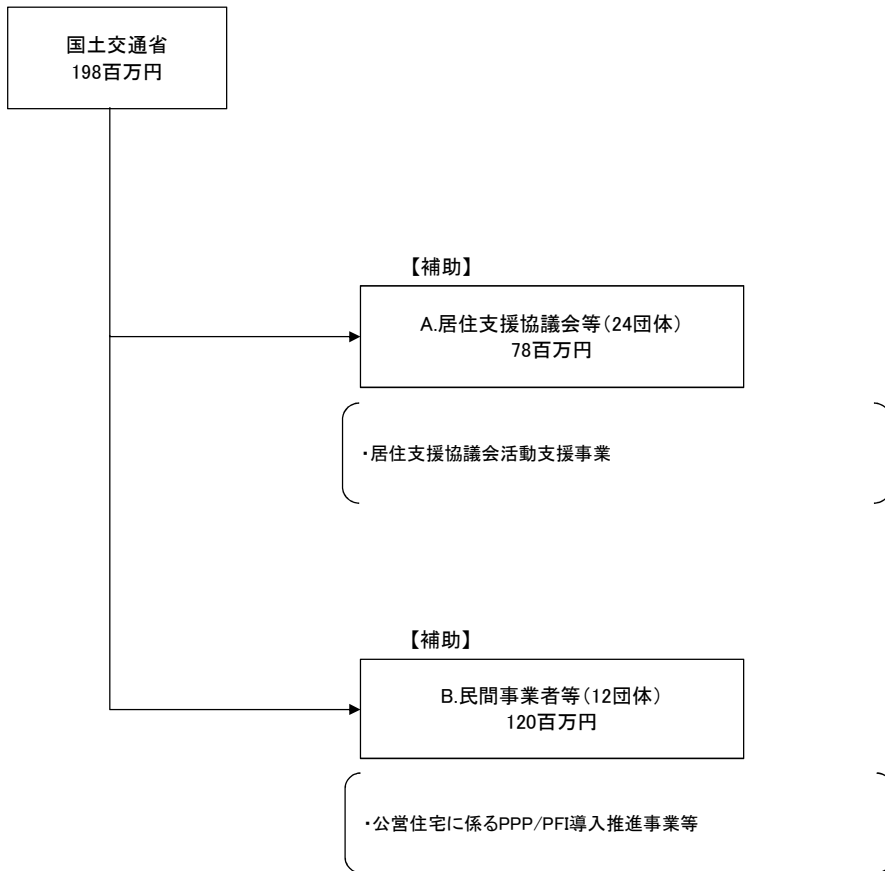 国土交通省
198百万円
【補助】
A.居住支援協議会等(24団体)
78百万円
・居住支援協議会活動支援事業
【補助】
B.民間事業者等(12団体)
120百万円
・公営住宅に係るPPP/PFI導入推進事業等